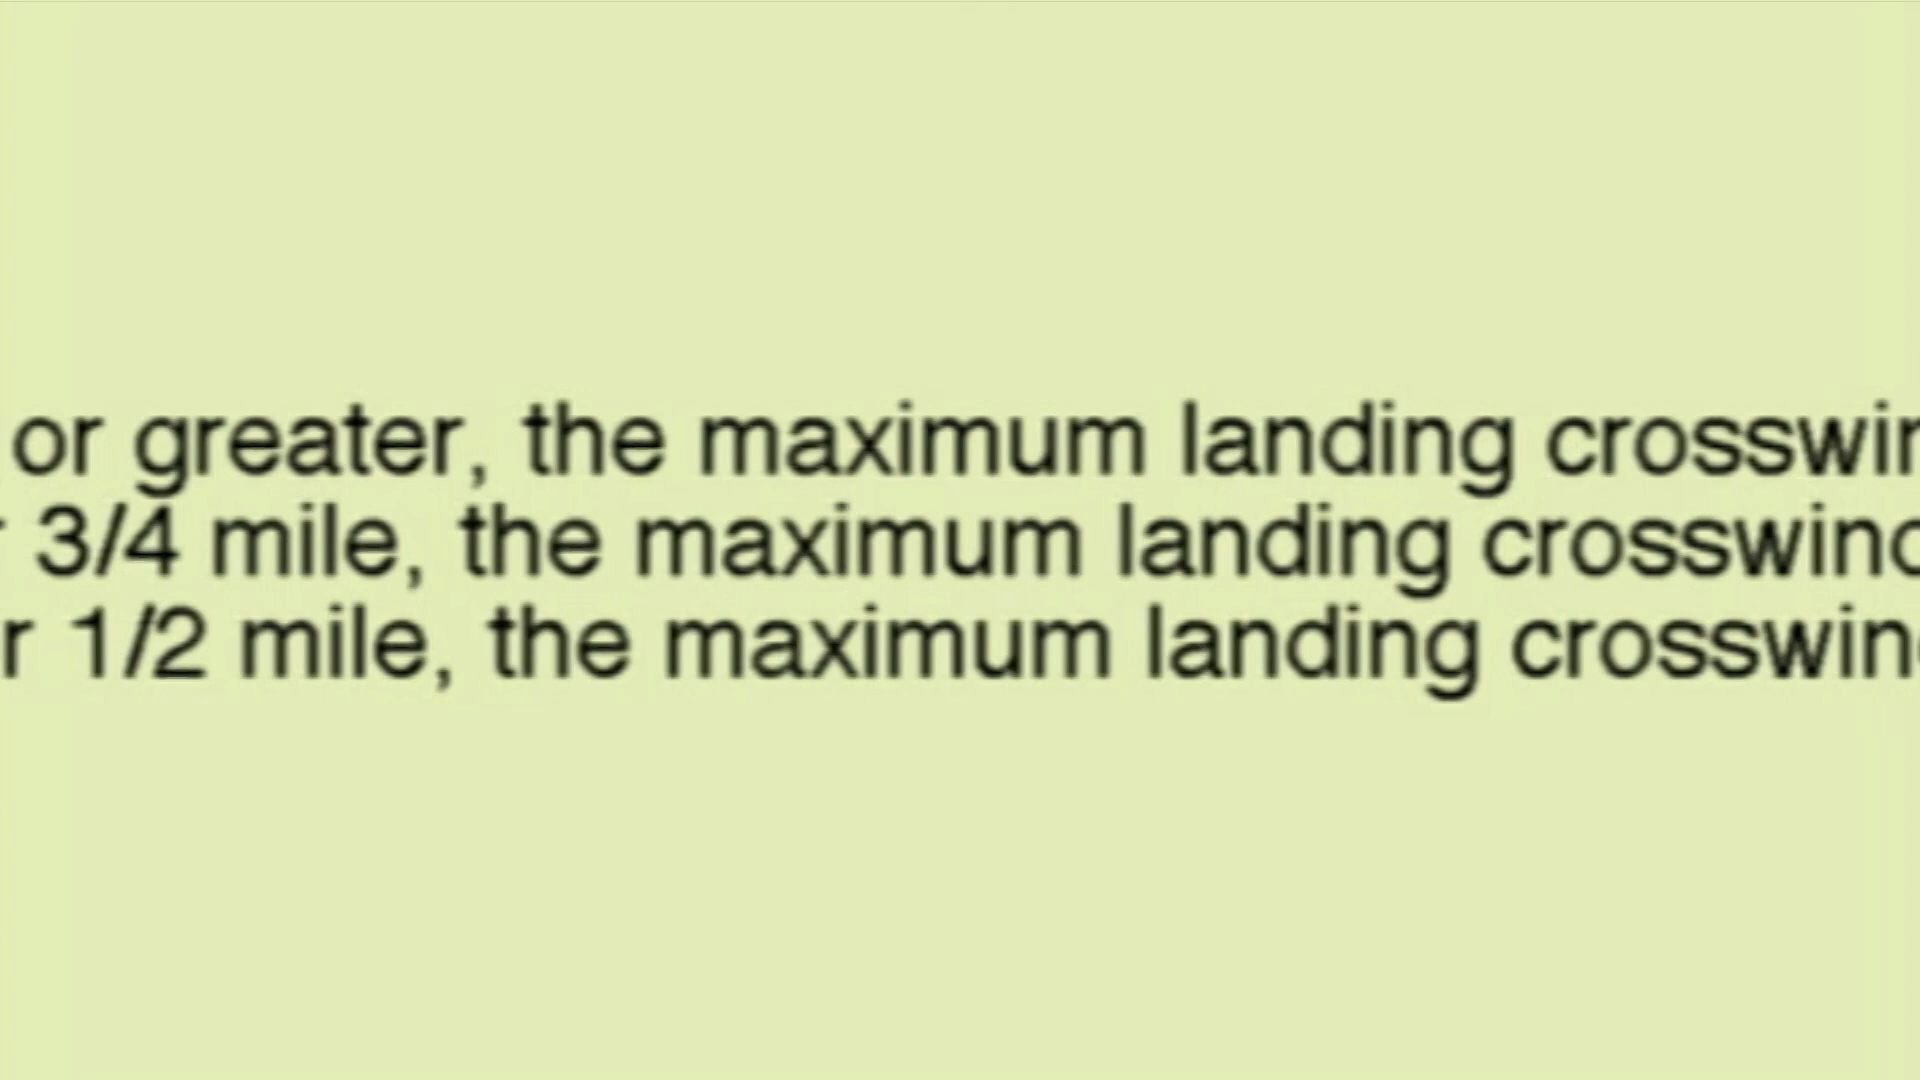 or greater, the maximum landing crosswin
3/4 mile, the maximum landing crosswind
r 1/2 mile, the maximum landing crosswin